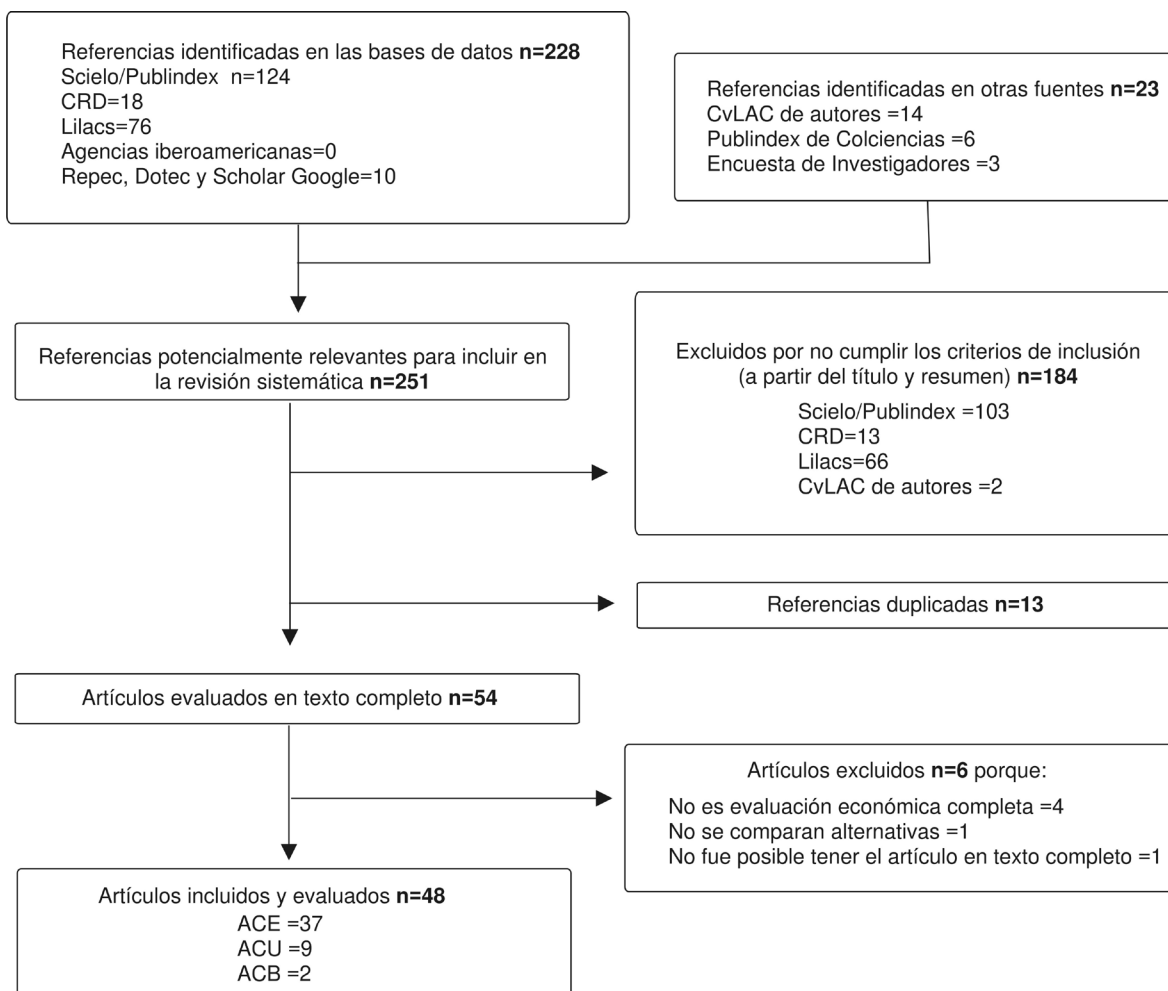 Referencias identificadas en las bases de datos n=228
Scielo/Publindex n=124
CRD=18
Lilacs=76
Agencias iberoamericanas=0
Repec, Dotec y Scholar Google=10
Referencias identificadas en otras fuentes n=23
CvLAC de autores =14
Publindex de Colciencias =6
Encuesta de Investigadores =3
Referencias potencialmente relevantes para incluir en
la revisión sistemática n=251
Excluidos por no cumplir los criterios de inclusión
(a partir del título y resumen) n=184
Scielo/Publindex =103
CRD=13
Lilacs=66
CvLAC de autores =2
Referencias duplicadas n=13
Artículos evaluados en texto completo n=54
Artículos excluidos n=6 porque:
No es evaluación económica completa =4
No se comparan alternativas =1
No fue posible tener el artículo en texto completo =1
Artículos incluidos y evaluados n=48
ACE =37
ACU =9
ACB =2